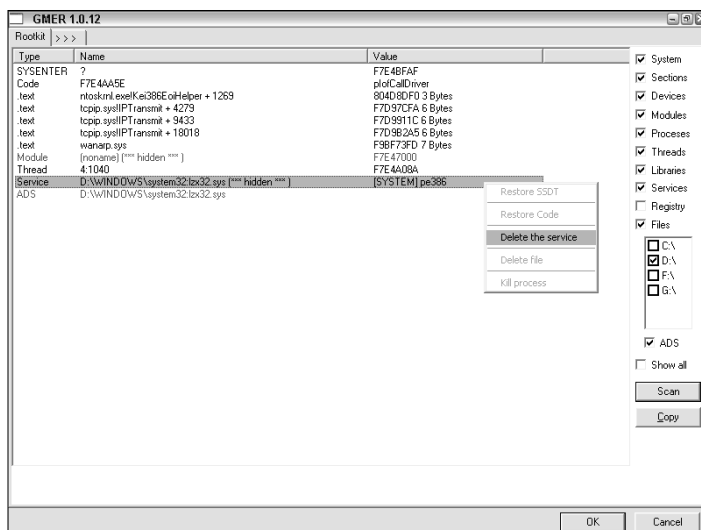 GMER 1.0.12
Rootkit >>>
Type Name Value
SYSENTER ? F7E4BFAF
Code F7E4AA5E pIofCallDriver
.text ntoskrnl.exe!Kei386EoiHelper + 1269 804D8DF0 3 Bytes
.text tcpip.sys!IPTransmit + 4279 F7D97CFA 6 Bytes
.text tcpip.sys!IPTransmit + 9433 F7D9911C 6 Bytes
.text tcpip.sys!IPTransmit + 18018 F7D9B2A5 6 Bytes
.text wanarp.sys F9BF73FD 7 Bytes
Module (noname) (*** hidden *** ) F7E47000
Thread 4:1040 F7E4A08A
Service D:\WINDOWS\system32:lzx32.sys (*** hidden *** ) [SYSTEM] pe386
ADS D:\WINDOWS\system32:lzx32.sys
Restore SSDT
Restore Code
Delete the service
Delete file
Kill process
System
Sections
Devices
Modules
Proceses
Threads
Libraries
Services
Registry
Files
C:\
D:\
F:\
G:\
ADS
Show all
Scan
Copy
OK Cancel